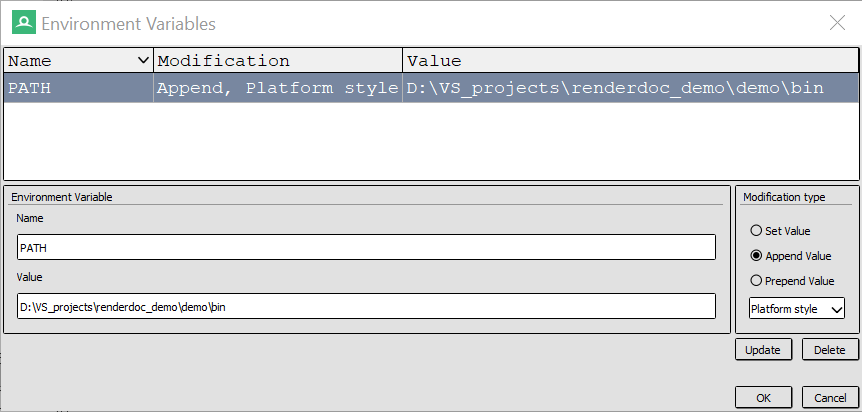 Environment Variables
Name Modification Value
PATH Append, Platform style D:\VS_projects\renderdoc_demo\demo\bin
Environment Variable
Name
PATH
Value
D:\VS_projects\renderdoc_demo\demo\bin
Modification type
Set Value
Append Value
Prepend Value
Platform style
Update Delete
OK Cancel